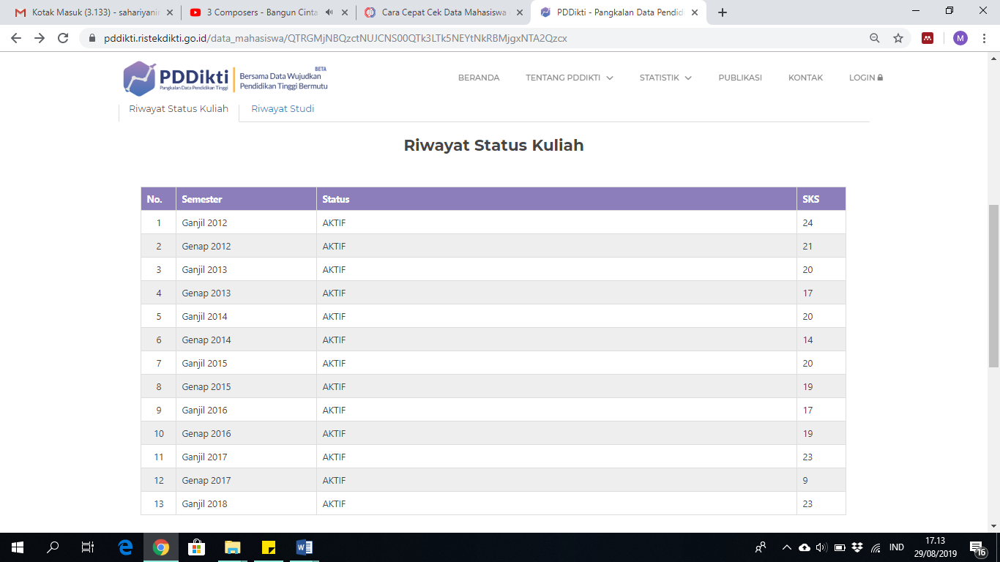 Kotak Masuk (3.133) - sahariyanin
3 Composers - Bangun Cinta
Cara Cepat Cek Data Mahasiswa
PDDikti - Pangkalan Data Pendid
pddikti.ristekdikti.go.id/data_mahasiswa/QTRGMjNBQzctNUJCNS00QTk3LTk5NEYtNkRBMjgxNTA2Qzcx
M
PDDikti
Pangkalan Data Pendidikan Tinggi
BETA
Bersama Data Wujudkan
Pendidikan Tinggi Bermutu
BERANDA
TENTANG PDDIKTI
STATISTIK
PUBLIKASI
KONTAK
LOGIN
Riwayat Status Kuliah
Riwayat Studi
Riwayat Status Kuliah
No. Semester Status SKS
1 Ganjil 2012 AKTIF 24
2 Genap 2012 AKTIF 21
3 Ganjil 2013 AKTIF 20
4 Genap 2013 AKTIF 17
5 Ganjil 2014 AKTIF 20
6 Genap 2014 AKTIF 14
7 Ganjil 2015 AKTIF 20
8 Genap 2015 AKTIF 19
9 Ganjil 2016 AKTIF 17
10 Genap 2016 AKTIF 19
11 Ganjil 2017 AKTIF 23
12 Genap 2017 AKTIF 9
13 Ganjil 2018 AKTIF 23
IND
17.13
29/08/2019
16